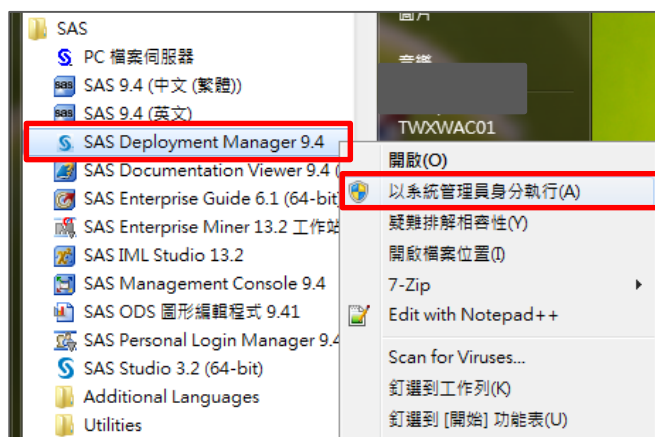 SAS
PC 檔案伺服器
SAS 9.4 (中文 (繁體))
SAS 9.4 (英文)
SAS Deployment Manager 9.4
SAS Documentation Viewer 9.4 (
SAS Enterprise Guide 6.1 (64-bit
SAS Enterprise Miner 13.2 工作站
SAS IML Studio 13.2
SAS Management Console 9.4
SAS ODS 圖形編輯程式 9.41
SAS Personal Login Manager 9.4
SAS Studio 3.2 (64-bit)
Additional Languages
Utilities
圖片
音樂
TWXWAC01
開啟(O)
以系統管理員身分執行(A)
疑難排解相容性(Y)
開啟檔案位置(I)
7-Zip
Edit with Notepad++
Scan for Viruses...
釘選到工作列(K)
釘選到 [開始] 功能表(U)